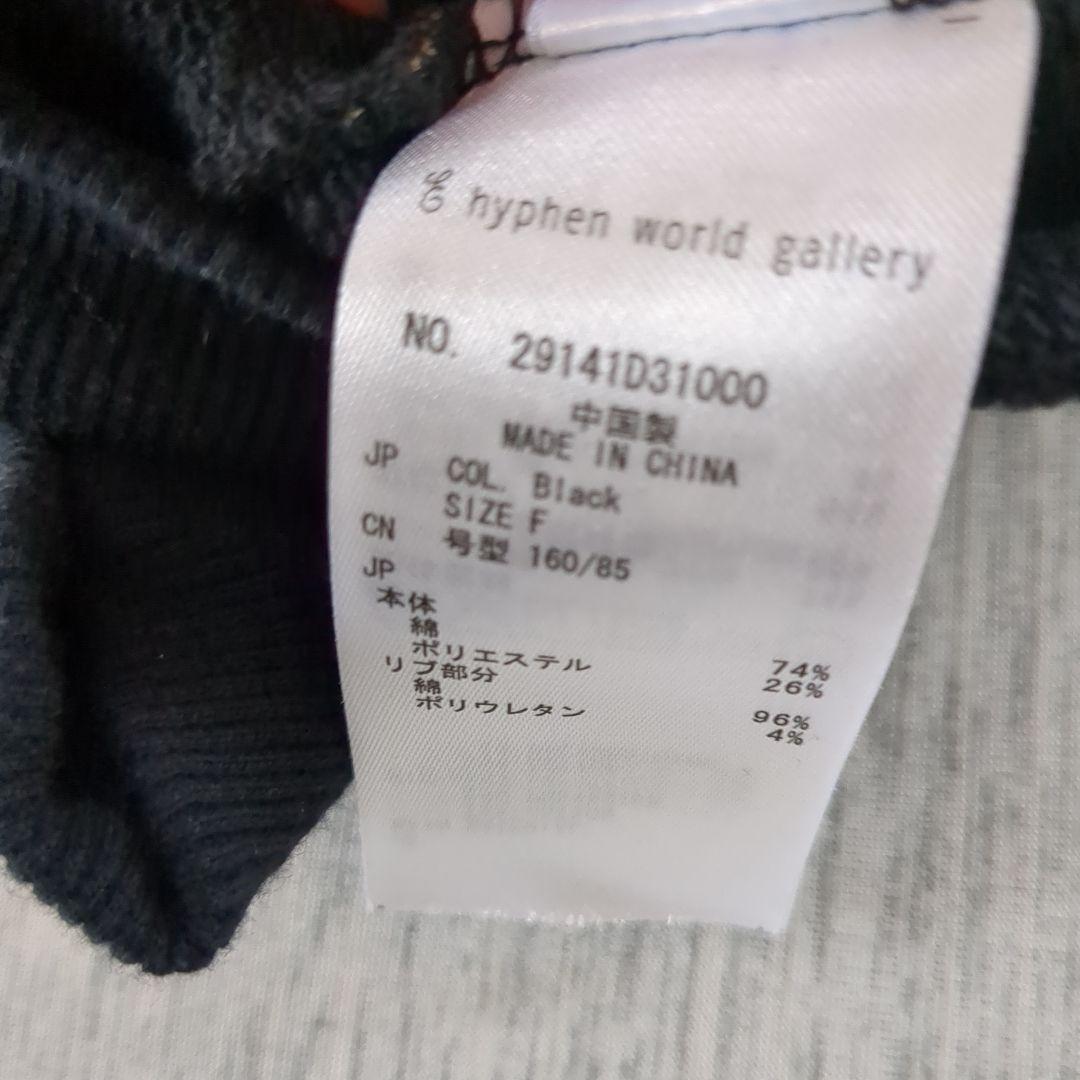 hyphen world gallery
NO. 29141D31000
中国製
MADE IN CHINA
JP COL. Black
SIZE F
CN 号型 160/85
JP
本体
綿 74%
ポリエステル 26%
リブ部分
綿 96%
ポリウレタン 4%